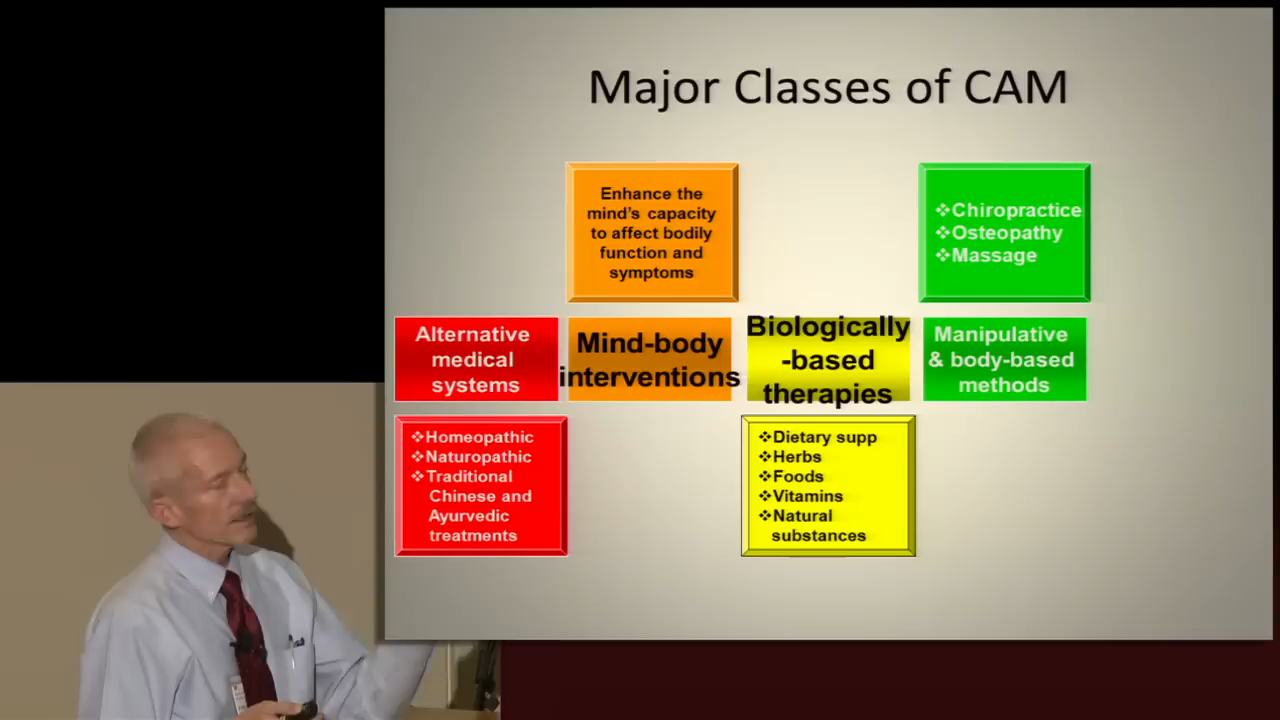 Major Classes of CAM
Enhance the
mind's capacity
to affect bodily
function and
symptoms
❖Chiropractice
❖Osteopathy
❖Massage
Alternative
medical
systems
Mind-body
interventions
Biologically
-based
therapies
Manipulative
& body-based
methods
❖Homeopathic
❖Naturopathic
❖Traditional
Chinese and
Ayurvedic
treatments
❖Dietary supp
❖Herbs
❖Foods
❖Vitamins
❖Natural
substances